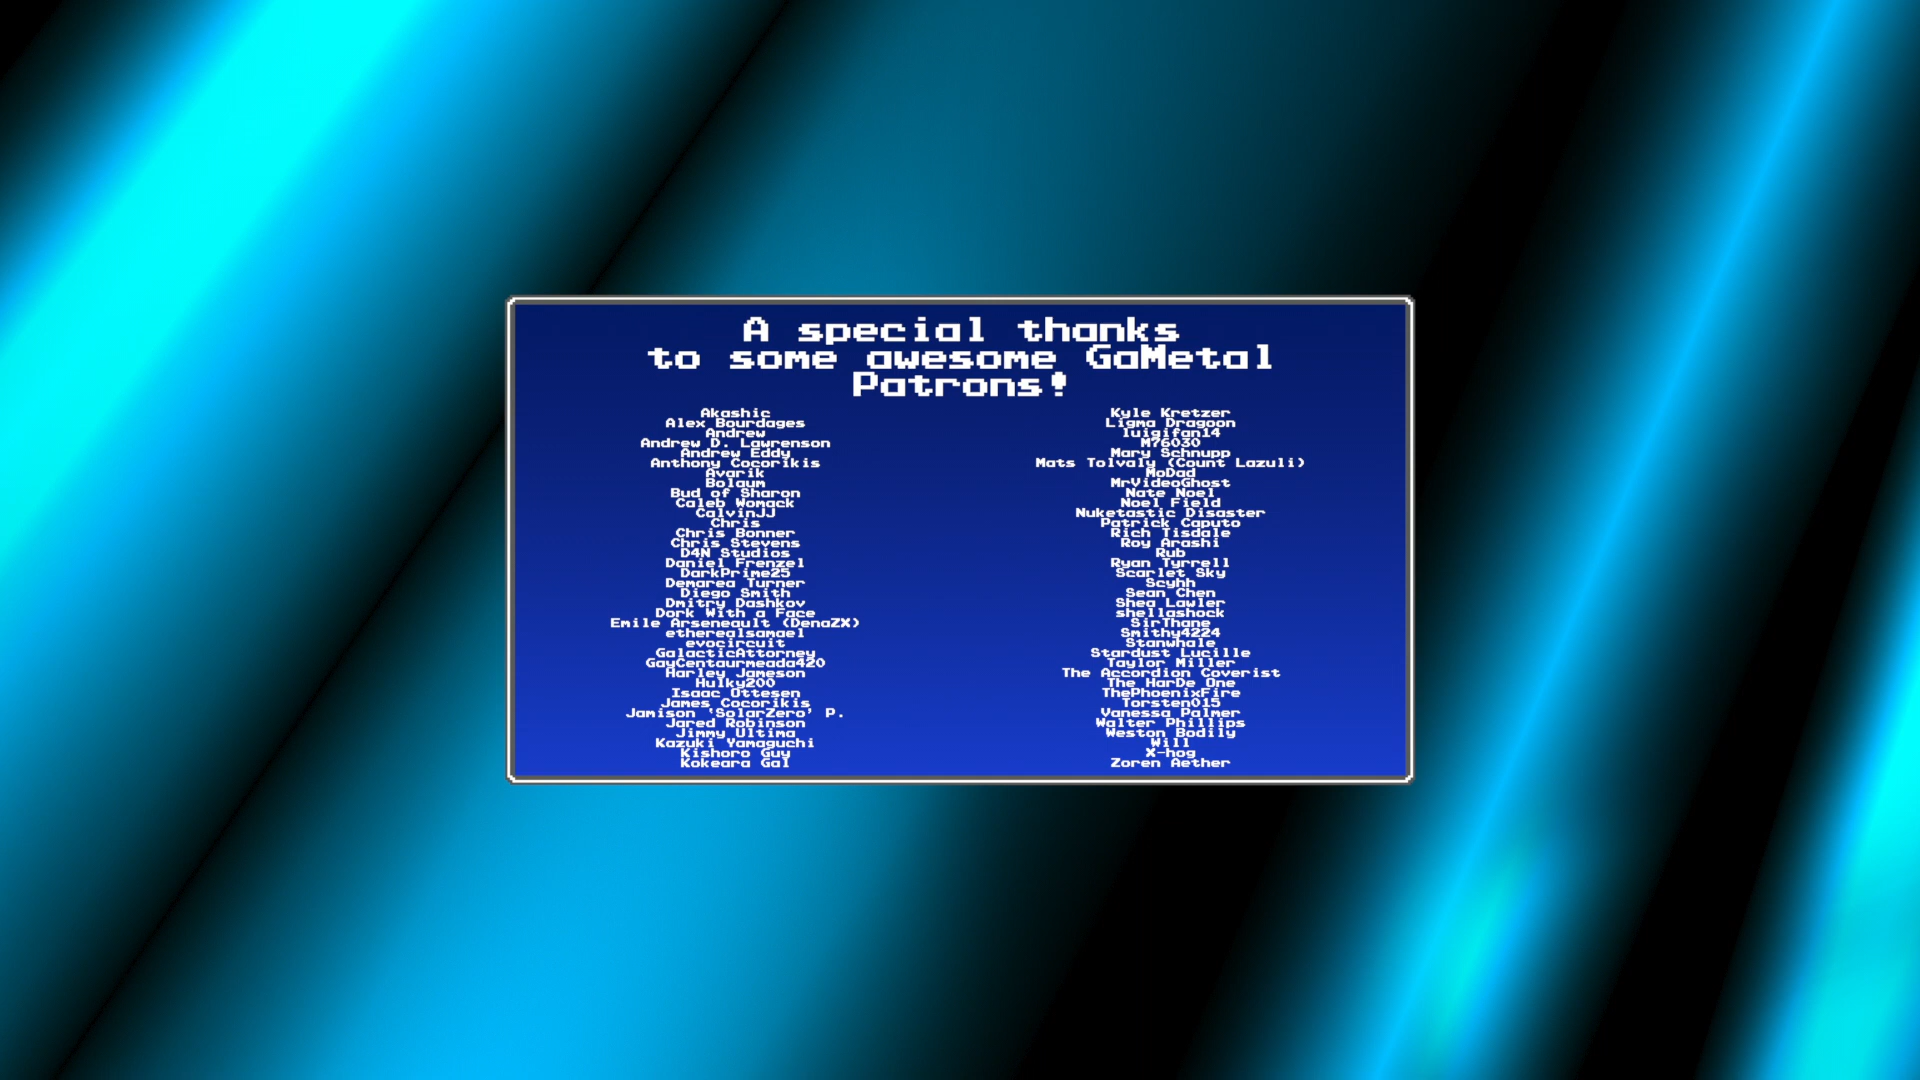 A special thanks
to some awesome GaMetal
Patrons!
Akashic
Alex Bourdages
Andrew
Andrew D. Lawrenson
Andrew Eddy
Anthony Cocorikis
Avarik
Bolaum
Bud of Sharon
Caleb Womack
CalvinJJ
Chris
Chris Bonner
Chris Stevens
D4N Studios
Daniel Frenzel
DarkPrime25
Demarea Turner
Diego Smith
Dmitry Dashkov
Dork With a Face
Emile Arseneault (DenaZX)
etherealsamael
evocircuit
GalacticAttorney
GayCentaurmeada420
Harley Jameson
Hulky200
Isaac Ottesen
James Cocorikis
Jamison 'SolarZero' P.
Jared Robinson
Jimmy Ultima
Kazuki Yamaguchi
Kishoro Guy
Kokeara Gal
Kyle Kretzer
Ligma Dragoon
luigifan14
M76030
Mary Schnupp
Mats Tolvaly (Count Lazuli)
MoDad
MrVideoGhost
Nate Noel
Noel Field
Nuketastic Disaster
Patrick Caputo
Rich Tisdale
Roy Arashi
Rub
Ryan Tyrrell
Scarlet Sky
Scyhh
Sean Chen
Shea Lawler
shellashock
SirThane
Smithy4224
Stanwhale
Stardust Lucille
Taylor Miller
The Accordion Coverist
The HarDe One
ThePhoenixFire
Torsten015
Vanessa Palmer
Walter Phillips
Weston Bodily
Will
X-hog
Zoren Aether